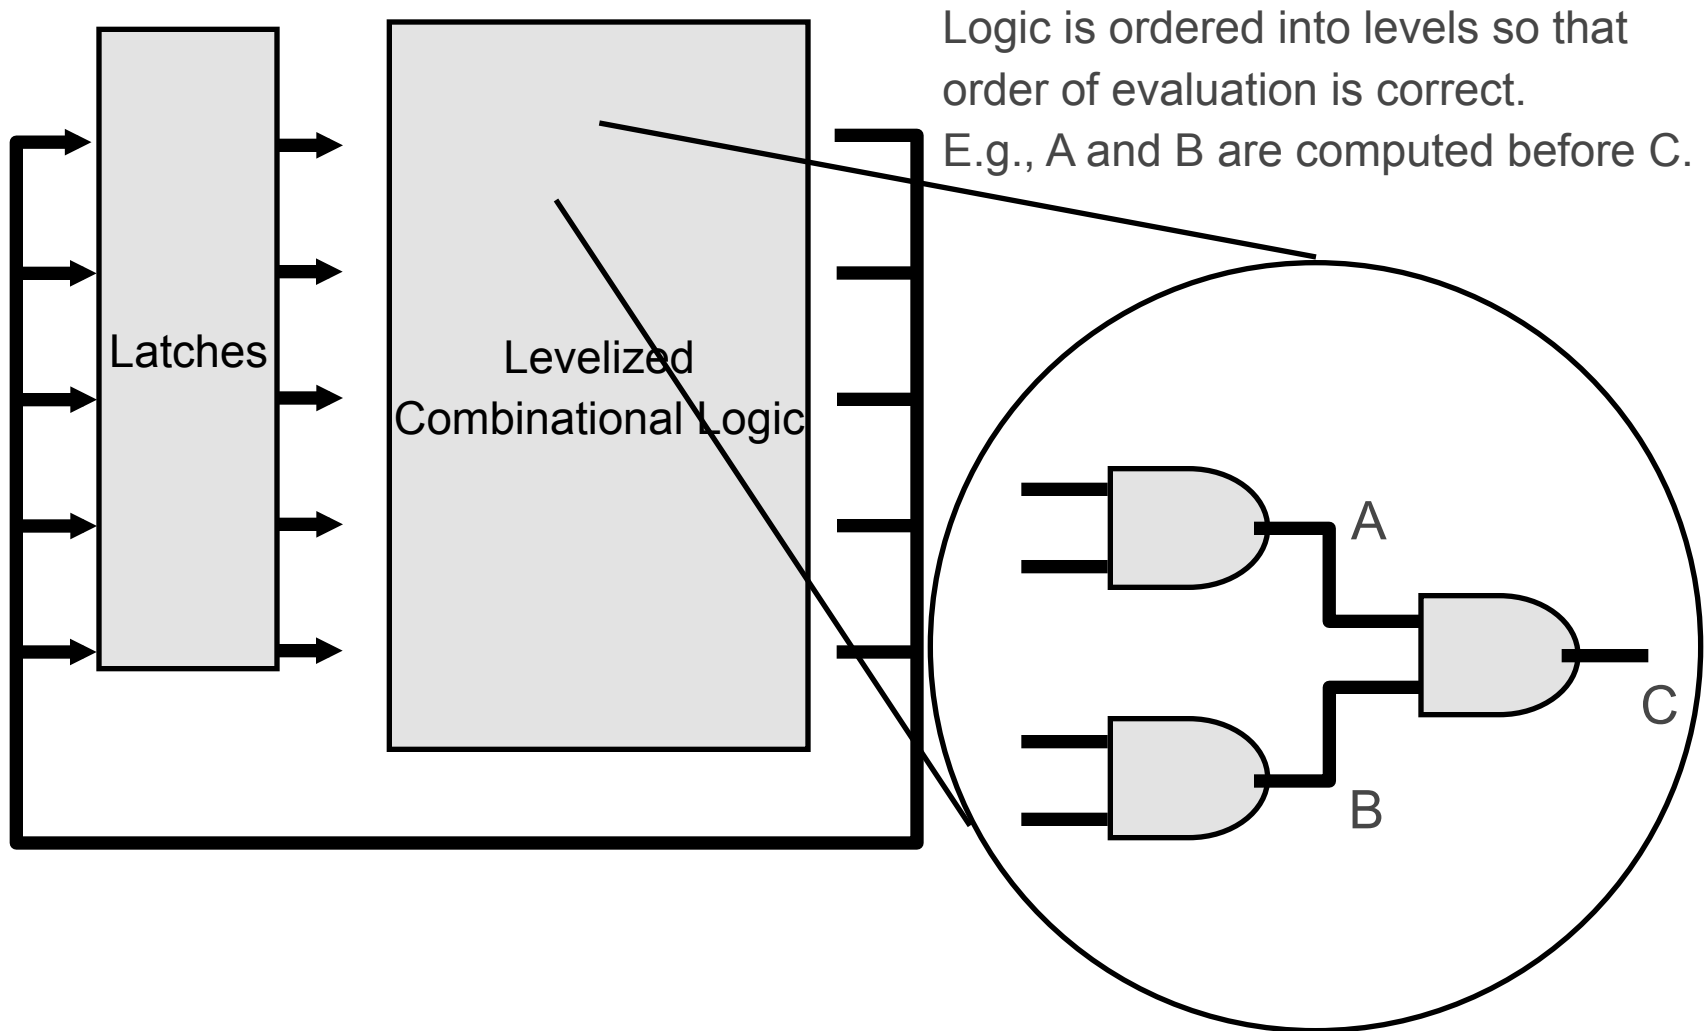 Logic is ordered into levels so that
order of evaluation is correct.
E.g., A and B are computed before C.
Latches
Levelized
Combinational Logic
A
C
B